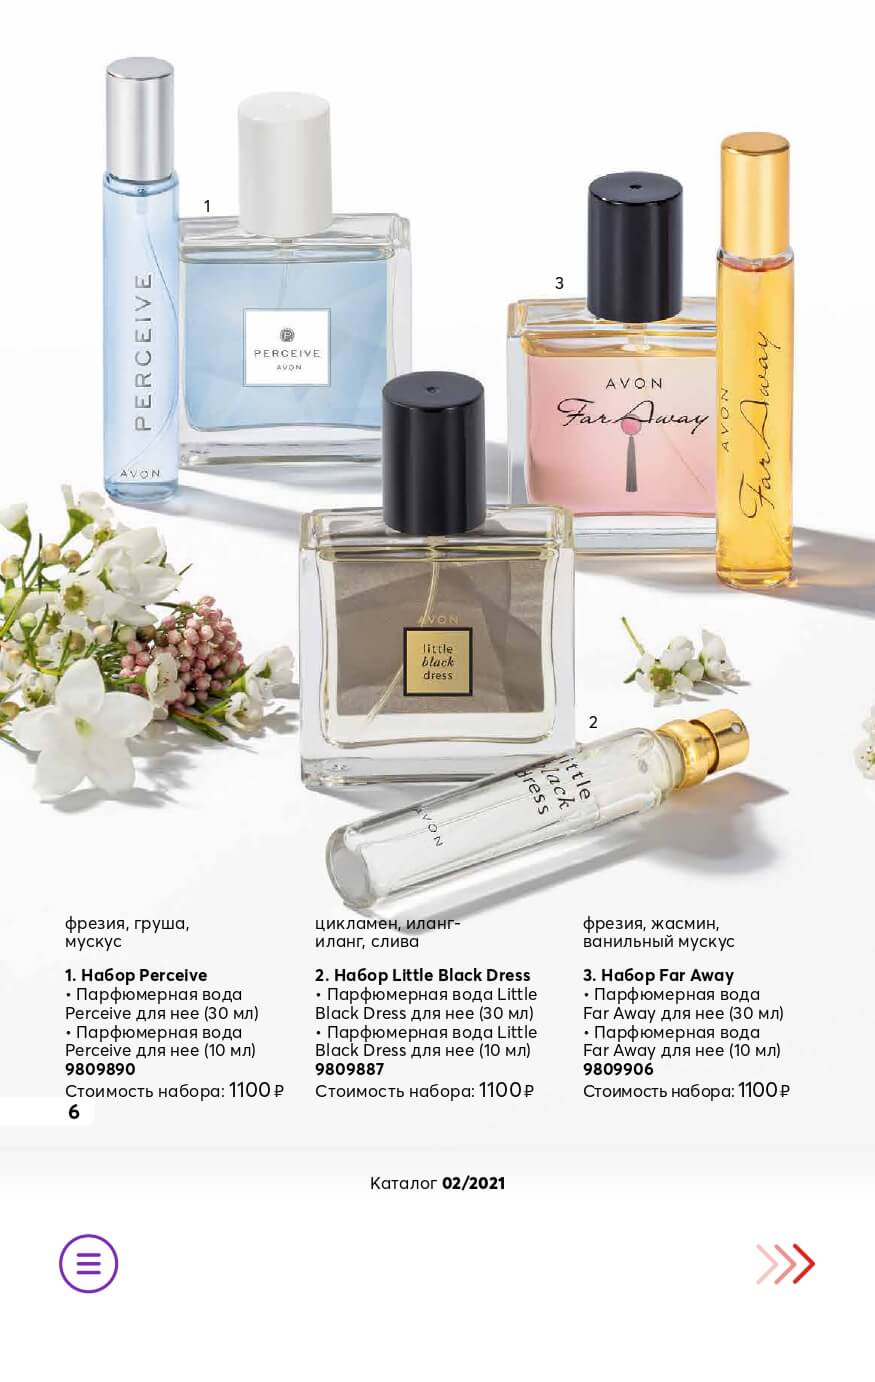 1
PERCEIVE
AVON
P
PERCEIVE
AVON
3
AVON
Far Away
AVON
Far Away
AVON
little
black
dress
2
little
black
dress
AVON
фрезия, груша,
мускус
1. Набор Perceive
• Парфюмерная вода
Perceive для нее (30 мл)
• Парфюмерная вода
Perceive для нее (10 мл)
9809890
Стоимость набора: 1100 ₽
цикламен, иланг-
иланг, слива
2. Набор Little Black Dress
• Парфюмерная вода Little
Black Dress для нее (30 мл)
• Парфюмерная вода Little
Black Dress для нее (10 мл)
9809887
Стоимость набора: 1100 ₽
фрезия, жасмин,
ванильный мускус
3. Набор Far Away
• Парфюмерная вода
Far Away для нее (30 мл)
• Парфюмерная вода
Far Away для нее (10 мл)
9809906
Стоимость набора: 1100 ₽
6
Каталог 02/2021